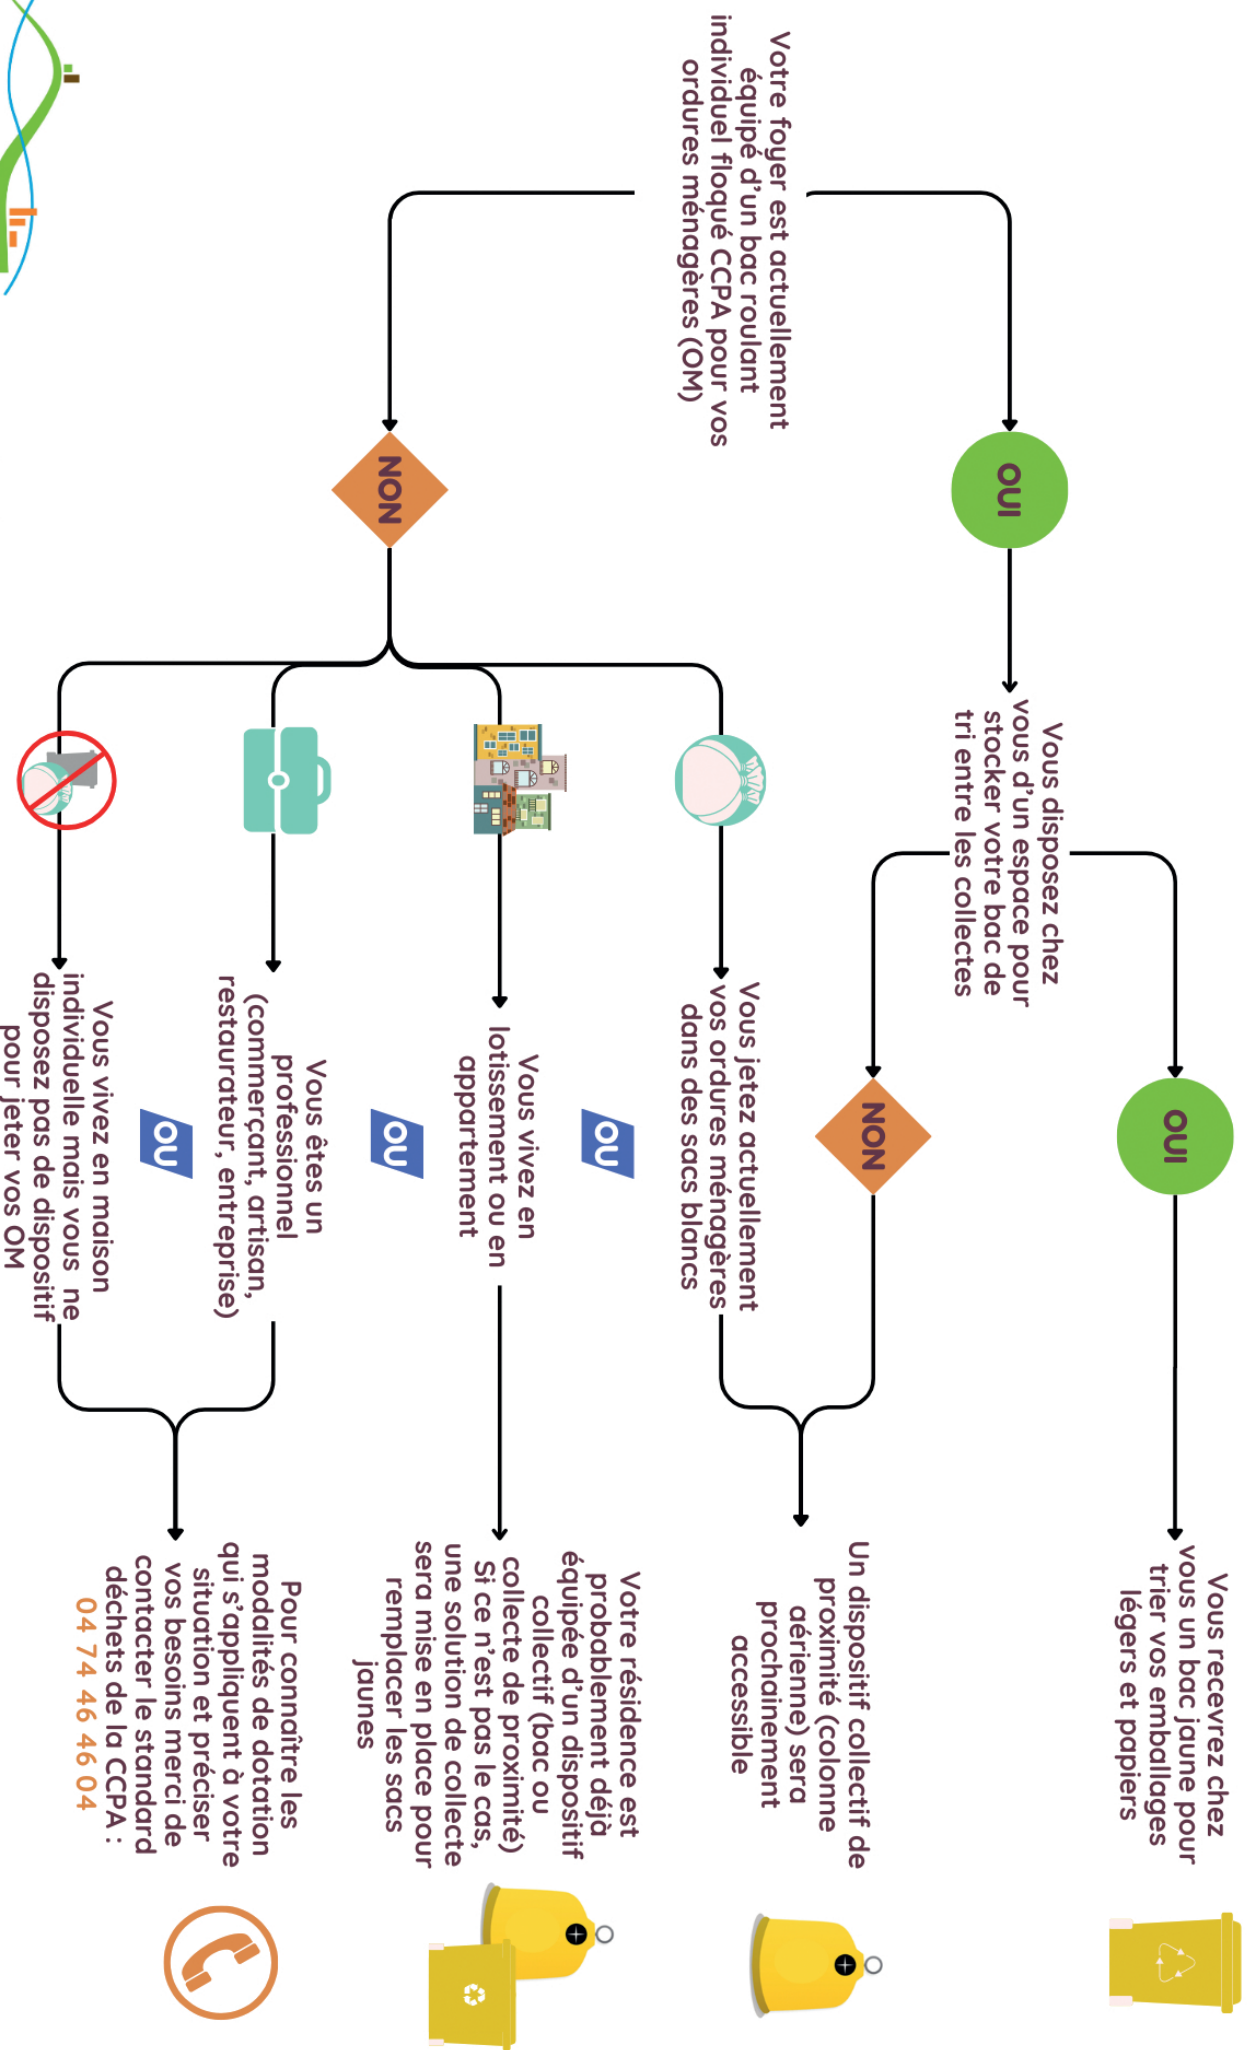 Votre foyer est actuellement
équipé d'un bac roulant
individuel floqué CCPA pour vos
ordures ménagères (OM)
OUI
Vous disposez chez
vous d'un espace pour
stocker votre bac de
tri entre les collectes
OUI
Vous recevrez chez
vous un bac jaune pour
trier vos emballages
légers et papiers
NON
Un dispositif collectif de
proximité (colonne
aérienne) sera
prochainement
accessible
NON
Vous jetez actuellement
vos ordures ménagères
dans des sacs blancs
OU
Vous vivez en
lotissement ou en
appartement
Votre résidence est
probablement déjà
équipée d'un dispositif
collectif (bac ou
collecte de proximité)
Si ce n'est pas le cas,
une solution de collecte
sera mise en place pour
remplacer les sacs
jaunes
OU
Vous êtes un
professionnel
(commerçant, artisan,
restaurateur, entreprise)
OU
Vous vivez en maison
individuelle mais vous ne
disposez pas de dispositif
pour jeter vos OM
Pour connaître les
modalités de dotation
qui s'appliquent à votre
situation et préciser
vos besoins merci de
contacter le standard
déchets de la CCPA :
04 74 46 46 04